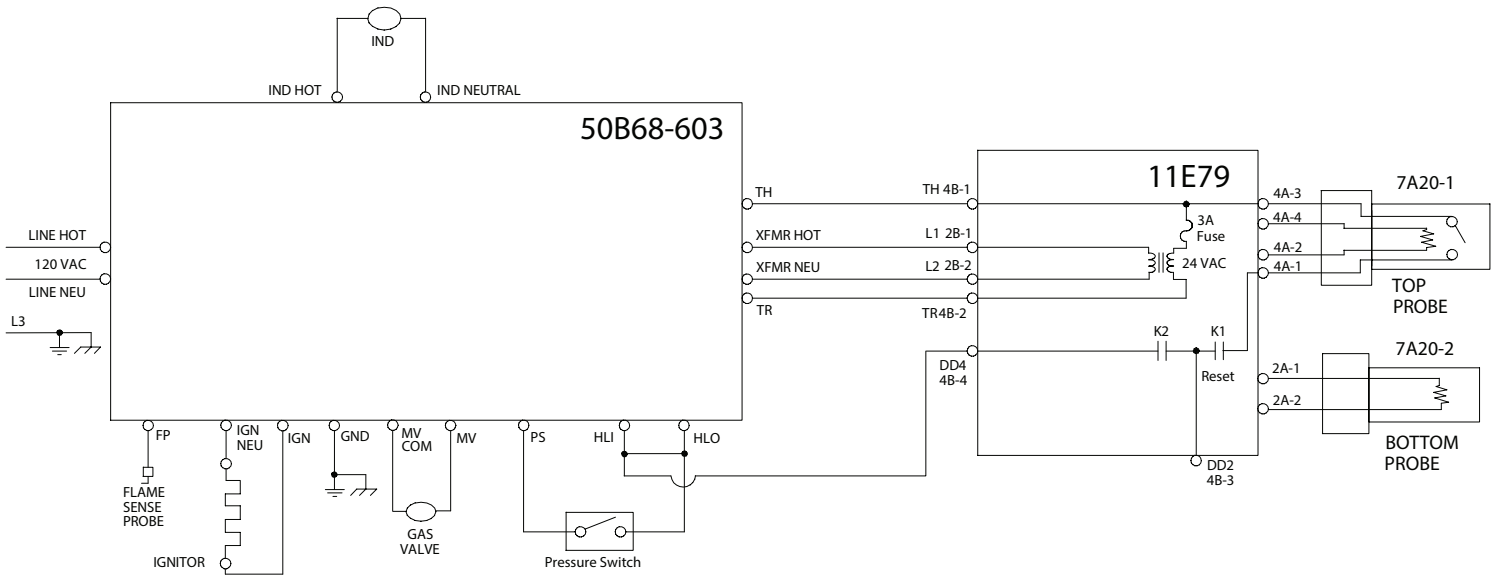 IND
IND HOT
IND NEUTRAL
50B68-603
11E79
7A20-1
TH
TH 4B-1
4A-3
4A-4
3A
Fuse
LINE HOT
XFMR HOT
L1 2B-1
4A-2
120 VAC
XFMR NEU
L2 2B-2
24 VAC
4A-1
LINE NEU
TOP
PROBE
TR
TR4B-2
L3
K2
K1
7A20-2
DD4
4B-4
Reset
2A-1
2A-2
FP
IGN
NEU
IGN
GND
MV
COM
MV
PS
HLI
HLO
BOTTOM
PROBE
DD2
4B-3
FLAME
SENSE
PROBE
GAS
VALVE
IGNITOR
Pressure Switch